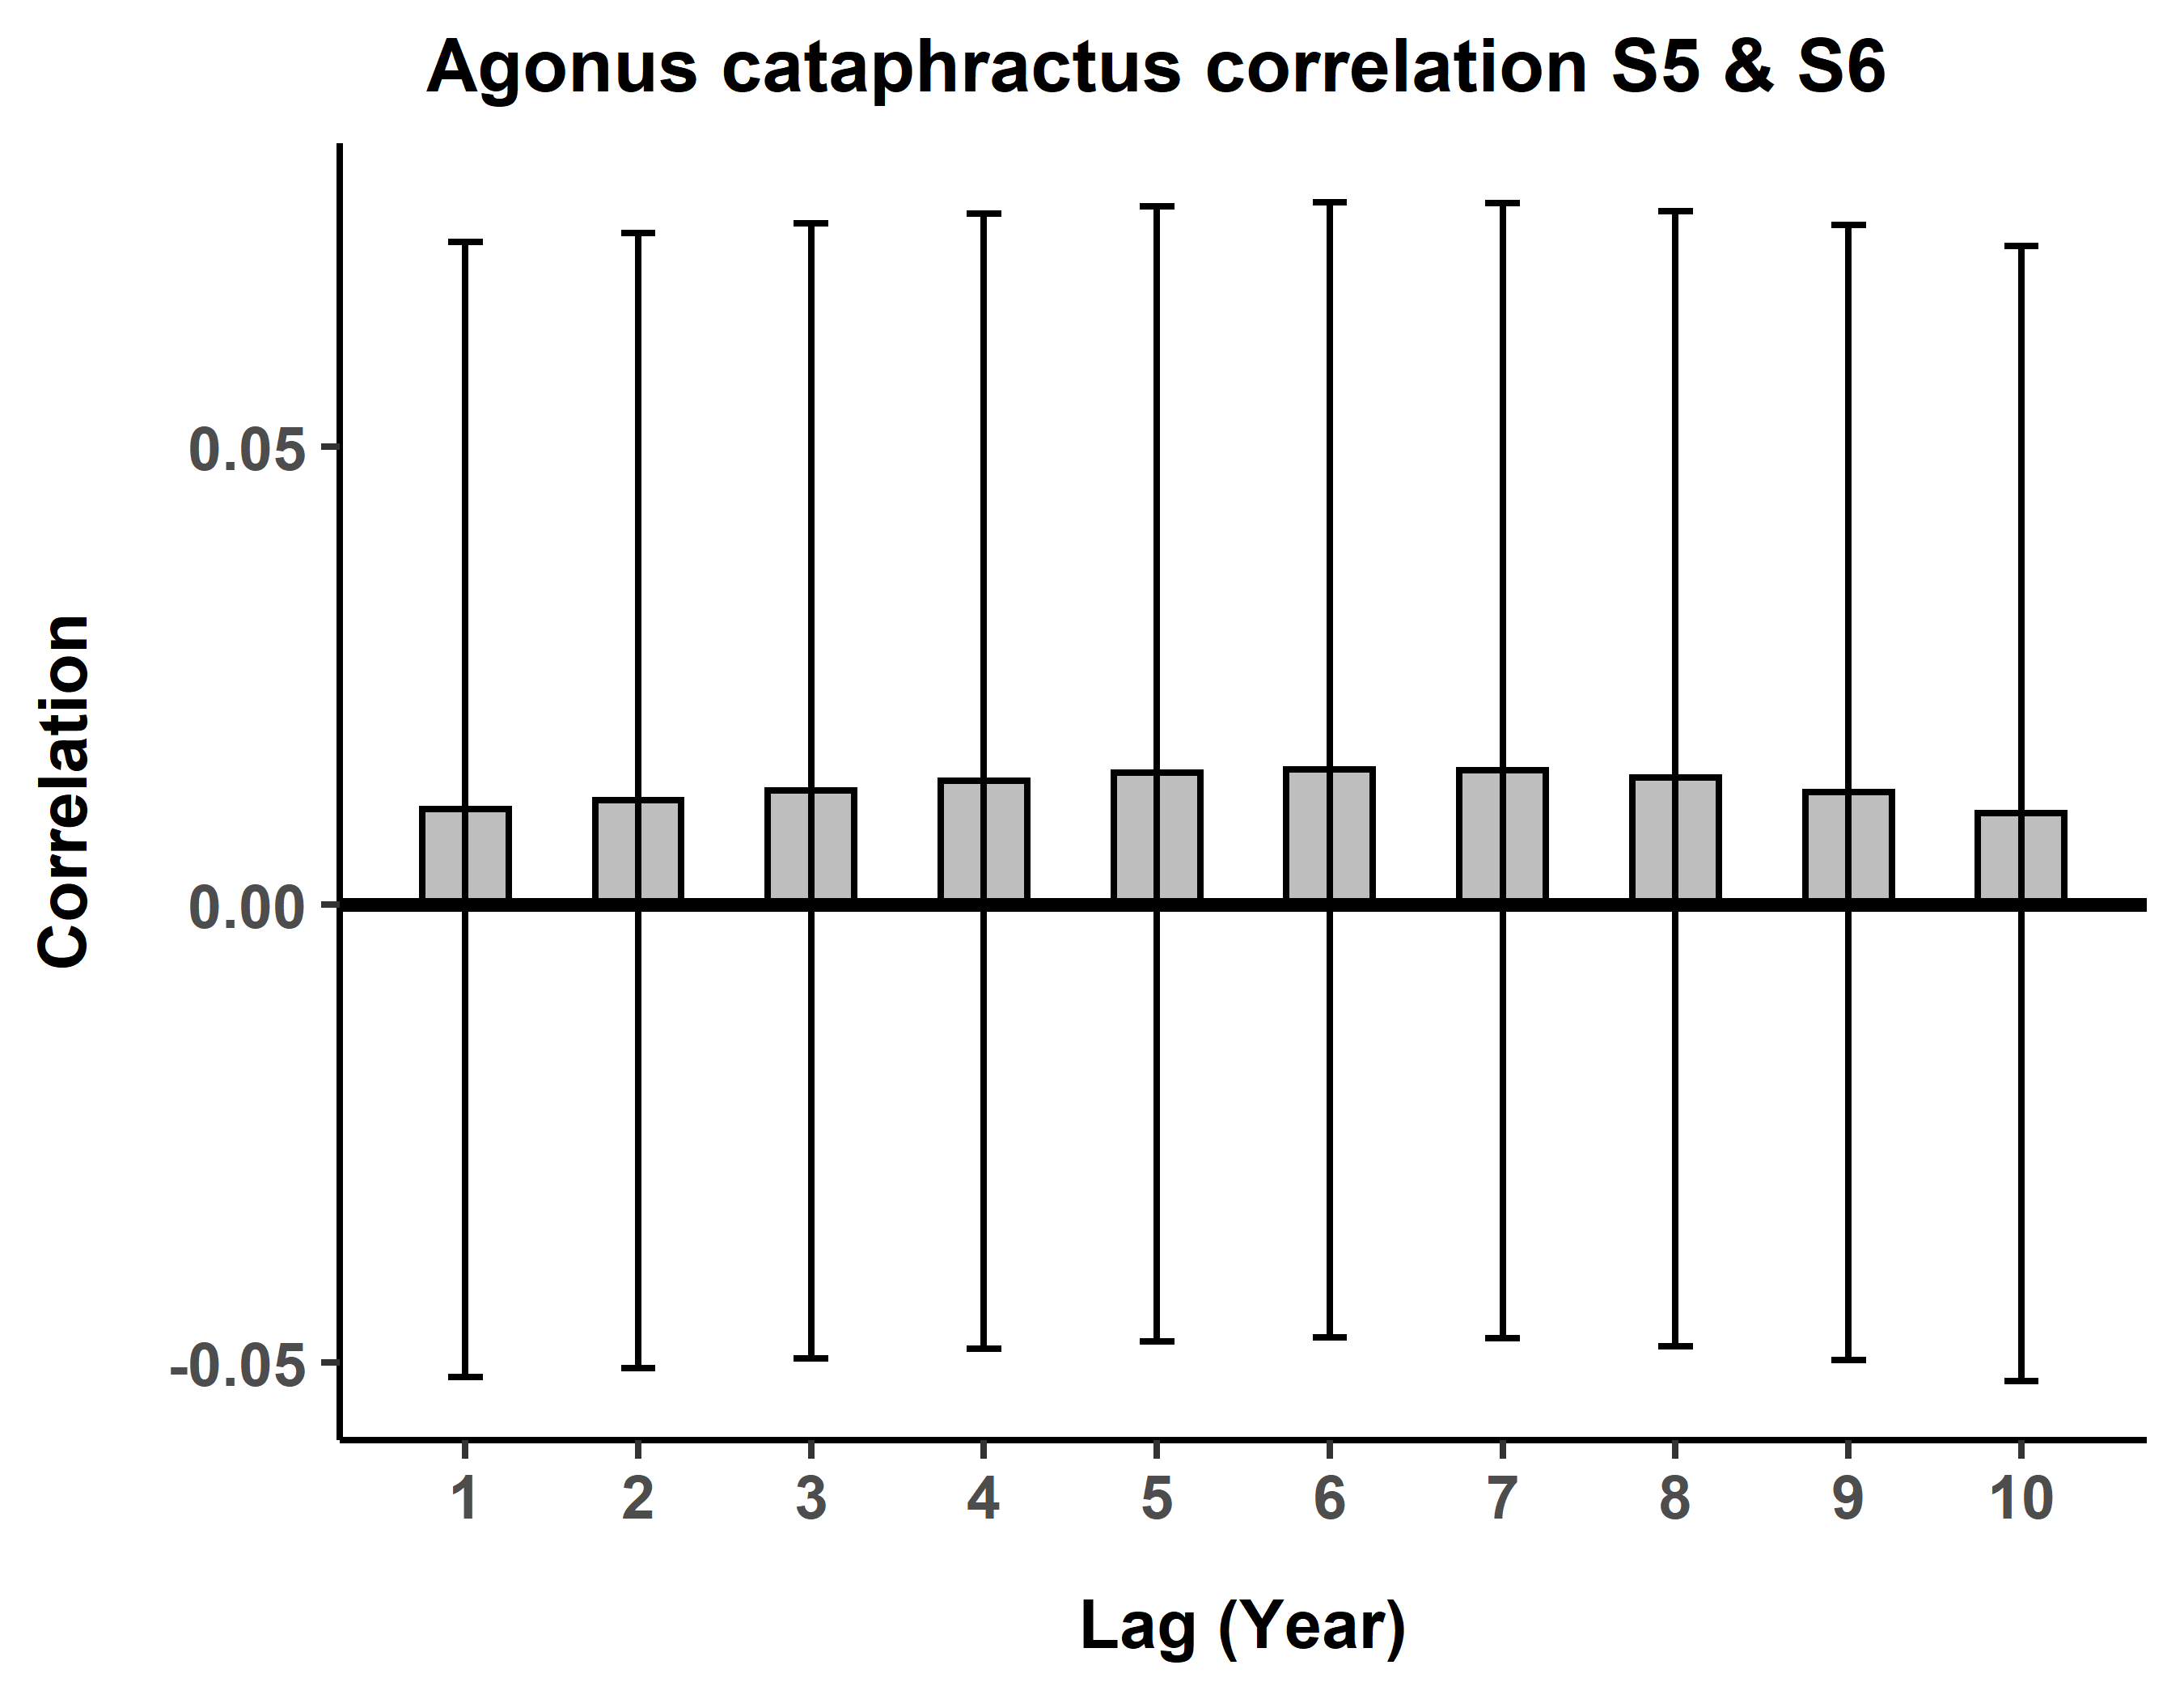 Agonus cataphractus correlation S5 & S6
Correlation
0.05
0.00
-0.05
1 2 3 4 5 6 7 8 9 10
Lag (Year)